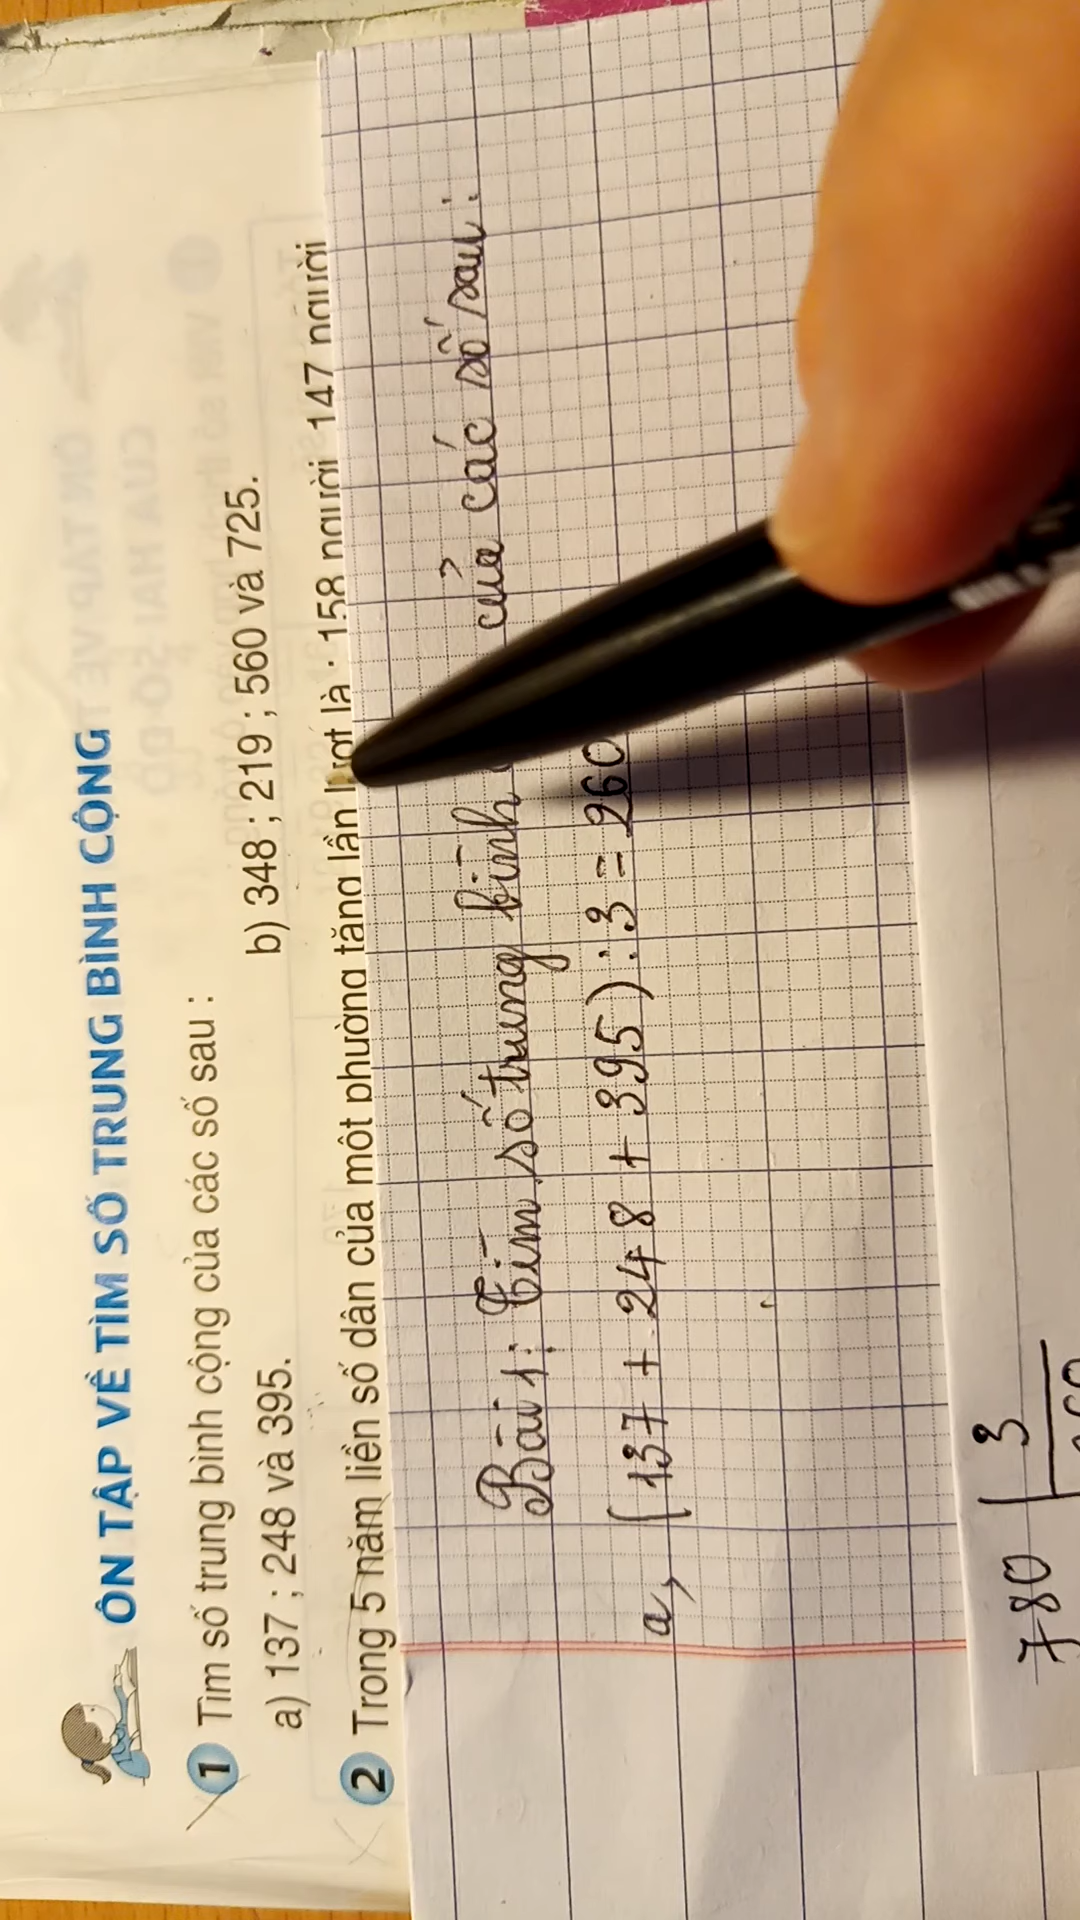 ÔN TẬP VỀ TÌM SỐ TRUNG BÌNH CỘNG
1 Tìm số trung bình cộng của các số sau :
a) 137 ; 248 và 395. b) 348 ; 219 ; 560 và 725.
2 Trong 5 năm liền số dân của một phường tăng lần lượt là : 158 người, 147 người
Bài 1: Tìm số trung bình của các số sau:
a, (137 + 248 + 395) : 3 = 260
780 3